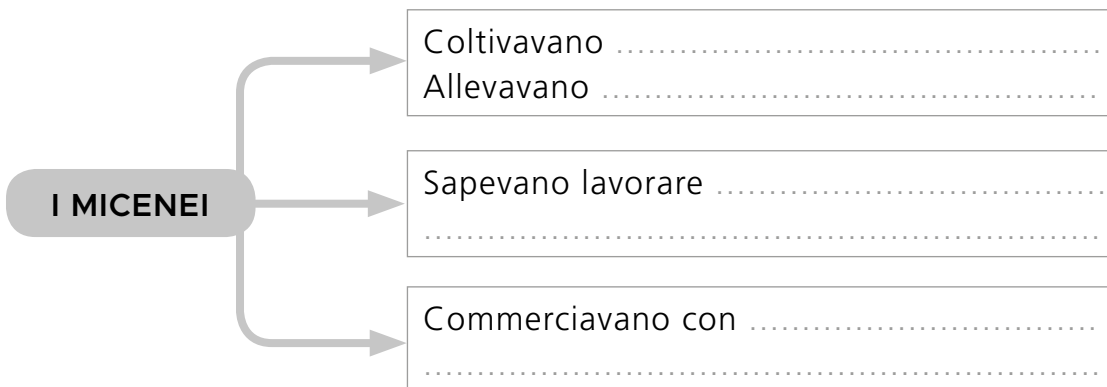 Coltivavano ................................................
Allevavano .................................................
I MICENEI
Sapevano lavorare .......................................
...................................................................
Commerciavano con ...................................
...................................................................